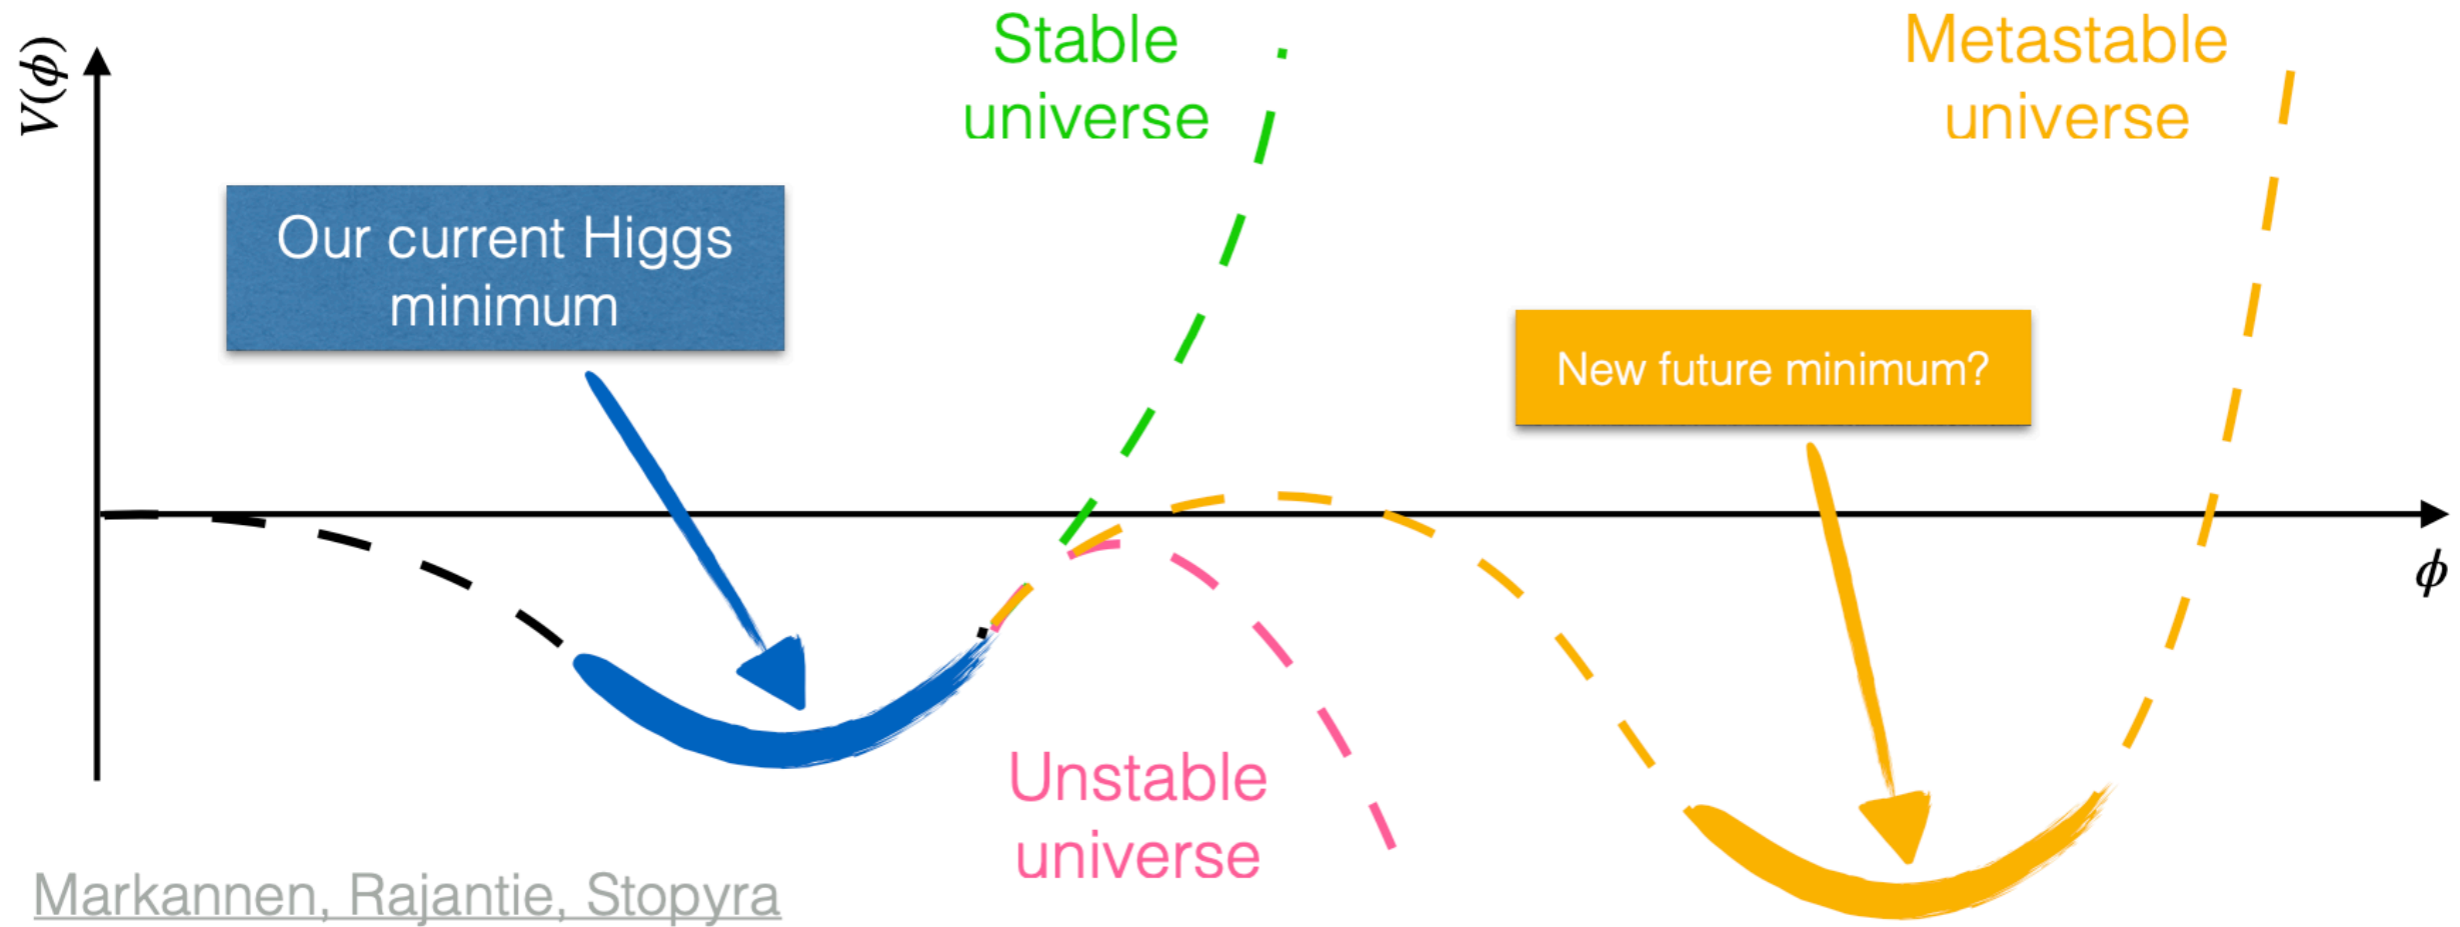 V(ϕ)
Stable
universe
Metastable
universe
Our current Higgs
minimum
New future minimum?
ϕ
Unstable
universe
Markannen, Rajantie, Stopyra